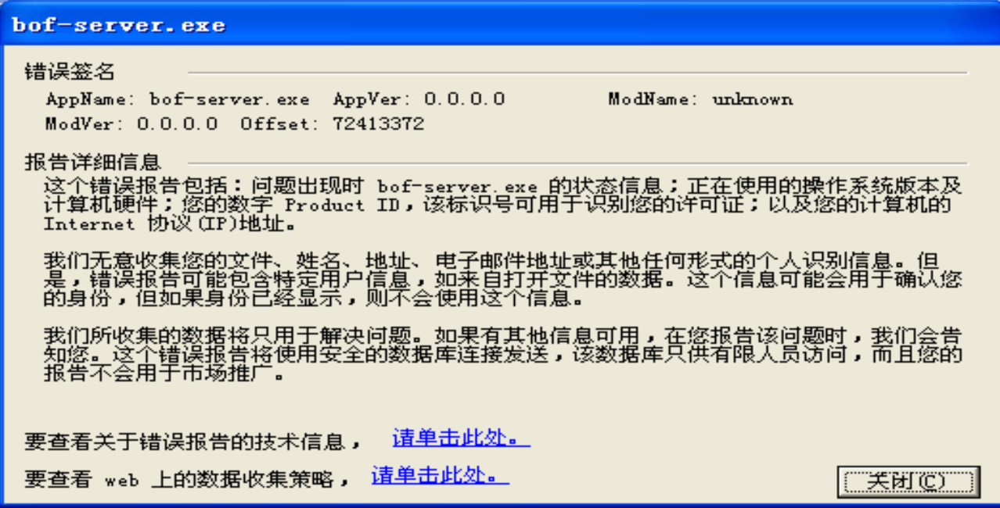 bof-server.exe
错误签名
AppName: bof-server.exe AppVer: 0.0.0.0 ModName: unknown
ModVer: 0.0.0.0 Offset: 72413372
报告详细信息
这个错误报告包括：问题出现时 bof-server.exe 的状态信息；正在使用的操作系统版本及
计算机硬件；您的数字 Product ID，该标识号可用于识别您的许可证；以及您的计算机的
Internet 协议(IP)地址。
我们无意收集您的文件、姓名、地址、电子邮件地址或其他任何形式的个人识别信息。但
是，错误报告可能包含特定用户信息，如来自打开文件的数据。这个信息可能会用于确认您
的身份，但如果身份已经显示，则不会使用这个信息。
我们所收集的数据将只用于解决问题。如果有其他信息可用，在您报告该问题时，我们会告
知您。这个错误报告将使用安全的数据库连接发送，该数据库只供有限人员访问，而且您的
报告不会用于市场推广。
要查看关于错误报告的技术信息， 请单击此处。
要查看 web 上的数据收集策略， 请单击此处。
关闭(C)